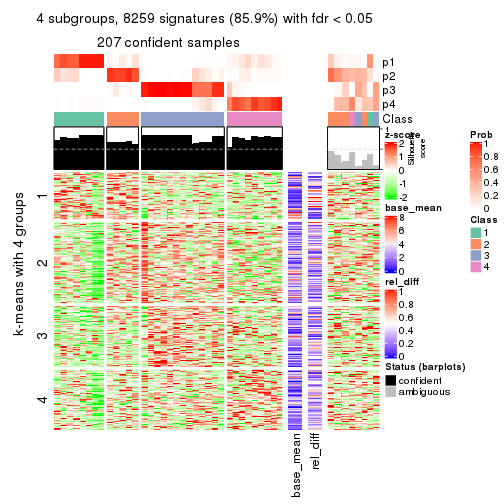 4 subgroups, 8259 signatures (85.9%) with fdr < 0.05
207 confident samples
p1
p2
p3
p4
Class
1
0
Silhouette
score
k-means with 4 groups
1
2
3
4
base_mean
rel_diff
z-score
2
1
0
-1
-2
base_mean
8
6
4
2
0
rel_diff
1
0.8
0.6
0.4
0.2
0
Status (barplots)
confident
ambiguous
Prob
1
0.8
0.6
0.4
0.2
0
Class
1
2
3
4